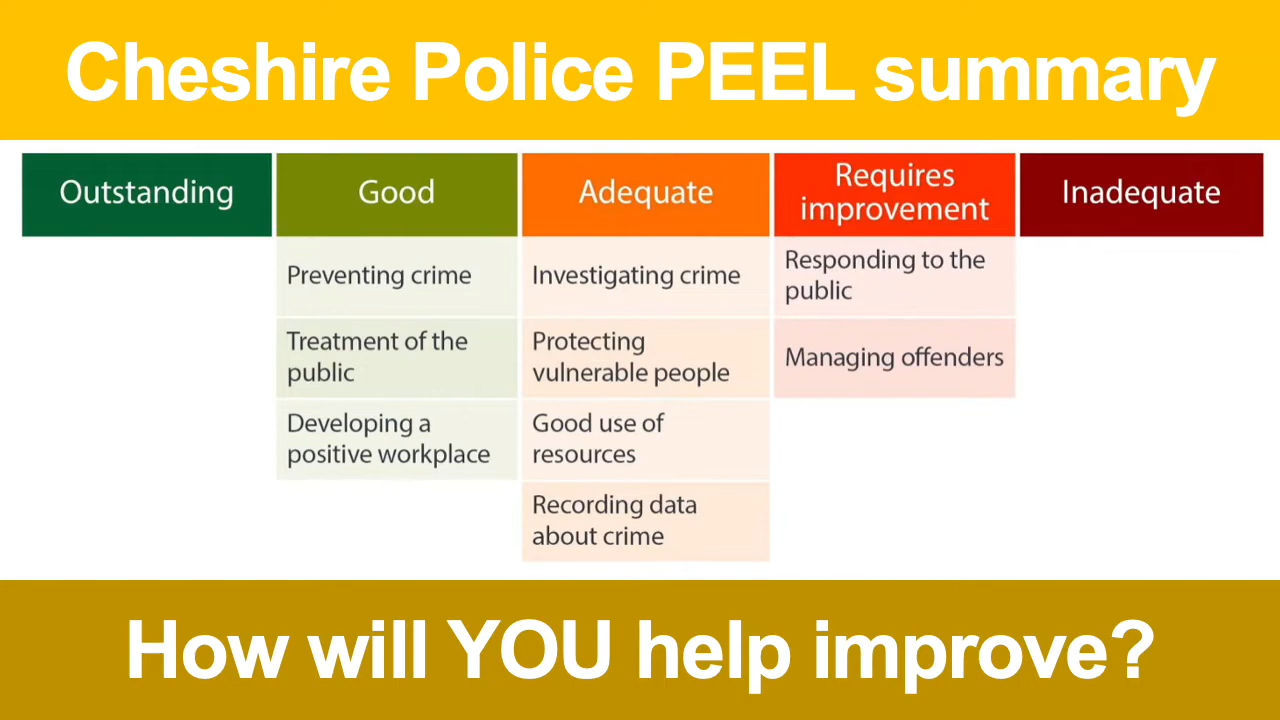 Cheshire Police PEEL summary
Outstanding
Good
Adequate
Requires
improvement
Inadequate
Preventing crime
Investigating crime
Responding to the
public
Treatment of the
public
Protecting
vulnerable people
Managing offenders
Developing a
positive workplace
Good use of
resources
Recording data
about crime
How will YOU help improve?